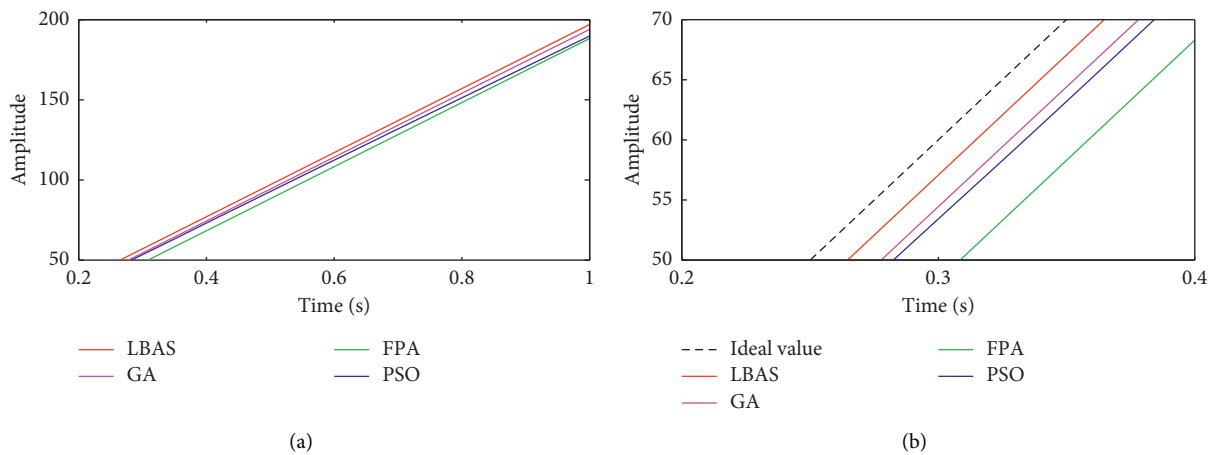 200
150
100
50
Amplitude
0.2
0.4
0.6
0.8
1
Time (s)
LBAS
GA
FPA
PSO
(a)
70
65
60
55
50
Amplitude
0.2
0.3
0.4
Time (s)
Ideal value
LBAS
GA
FPA
PSO
(b)